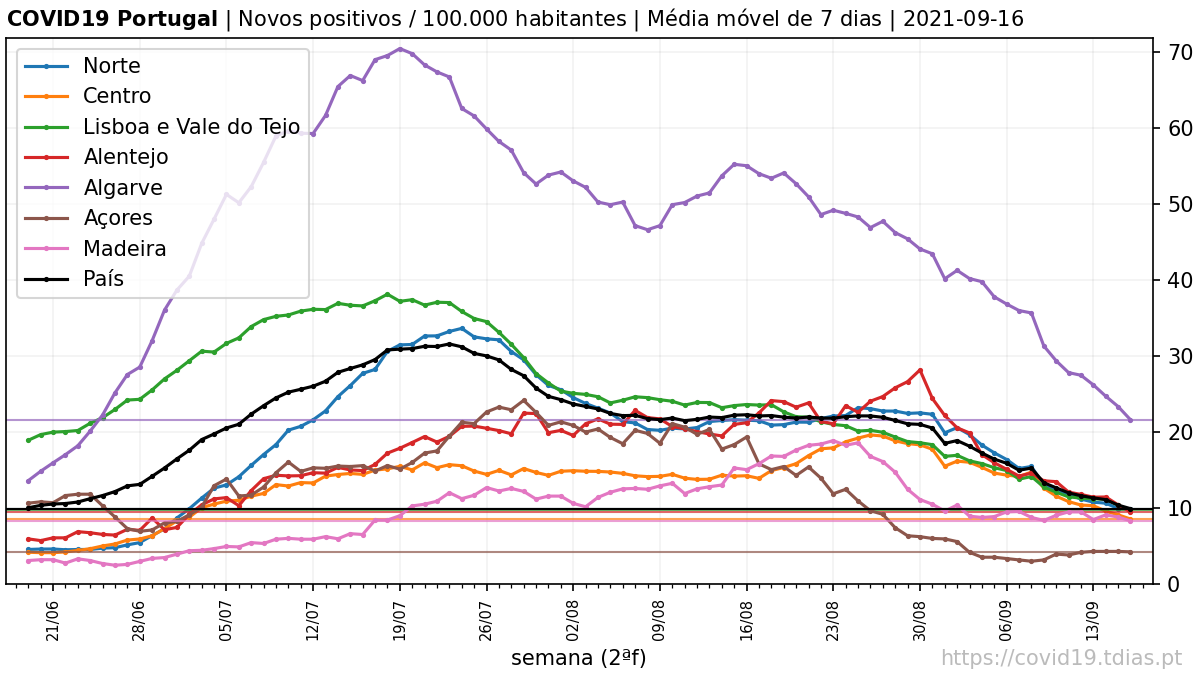 COVID19 Portugal | Novos positivos / 100.000 habitantes | Média móvel de 7 dias | 2021-09-16
Norte
Centro
Lisboa e Vale do Tejo
Alentejo
Algarve
Açores
Madeira
País
70
60
50
40
30
20
10
0
21/06 28/06 05/07 12/07 19/07 26/07 02/08 09/08 16/08 23/08 30/08 06/09 13/09
semana (2ªf)
https://covid19.tdias.pt